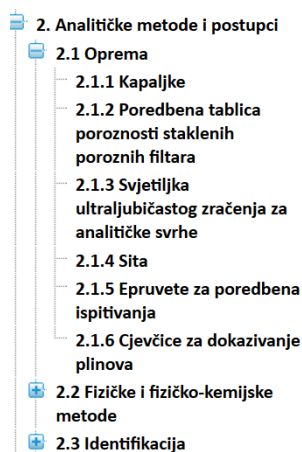 2. Analitičke metode i postupci
2.1 Oprema
2.1.1 Kapaljke
2.1.2 Poredbena tablica
poroznosti staklenih
poroznih filtara
2.1.3 Svjetiljka
ultraljubičastog zračenja za
analitičke svrhe
2.1.4 Sita
2.1.5 Epruvete za poredbena
ispitivanja
2.1.6 Cjevčice za dokazivanje
plinova
2.2 Fizičke i fizičko-kemijske
metode
2.3 Identifikacija